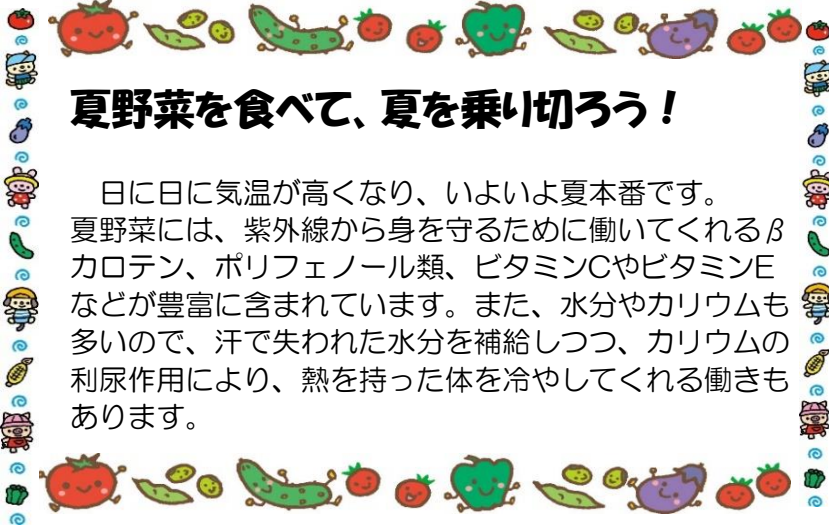 夏野菜を食べて、夏を乗り切ろう！
　日に日に気温が高くなり、いよいよ夏本番です。
夏野菜には、紫外線から身を守るために働いてくれるβ
カロテン、ポリフェノール類、ビタミンCやビタミンE
などが豊富に含まれています。また、水分やカリウムも
多いので、汗で失われた水分を補給しつつ、カリウムの
利尿作用により、熱を持った体を冷やしてくれる働きも
あります。